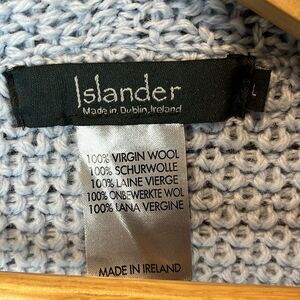 Islander
Made in Dublin, Ireland
L
100% VIRGIN WOOL
100% SCHURWOLLE
100% LAINE VIERGE
100% ONBEWERKTE WOL
100% LANA VERGINE
MADE IN IRELAND